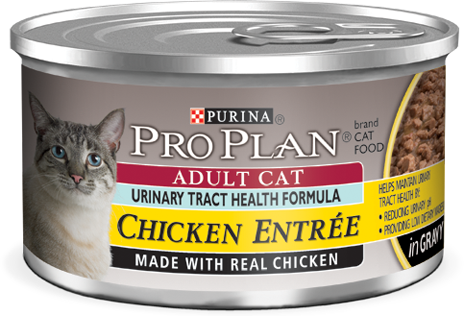 PURINA
PRO PLAN® brand CAT FOOD
ADULT CAT
URINARY TRACT HEALTH FORMULA
CHICKEN ENTRÉE
MADE WITH REAL CHICKEN
HELPS MAINTAIN URINARY
TRACT HEALTH BY:
• REDUCING URINARY pH
• PROVIDING LOW DIETARY
in GRAVY